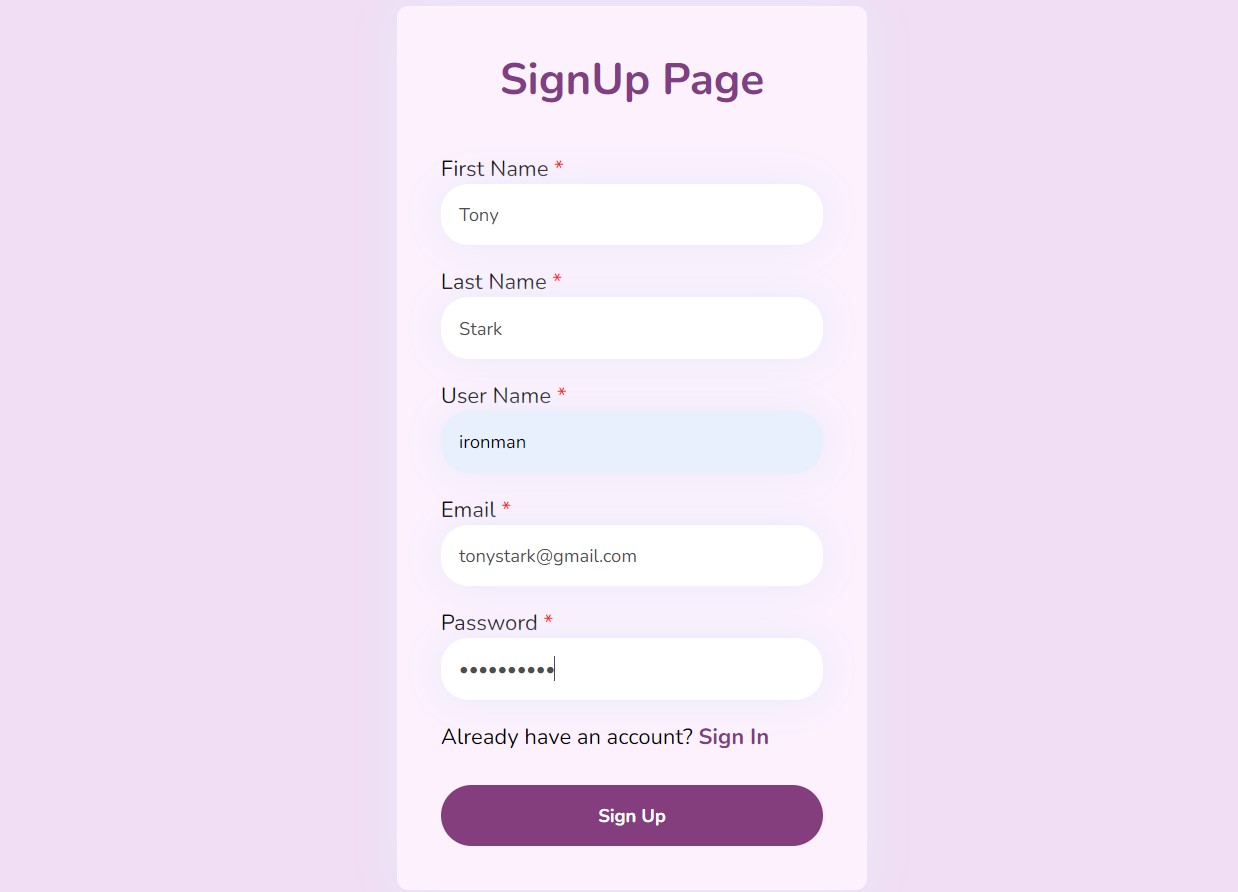 SignUp Page
First Name *
Tony
Last Name *
Stark
User Name *
ironman
Email *
tonystark@gmail.com
Password *
••••••••••
Already have an account? Sign In
Sign Up